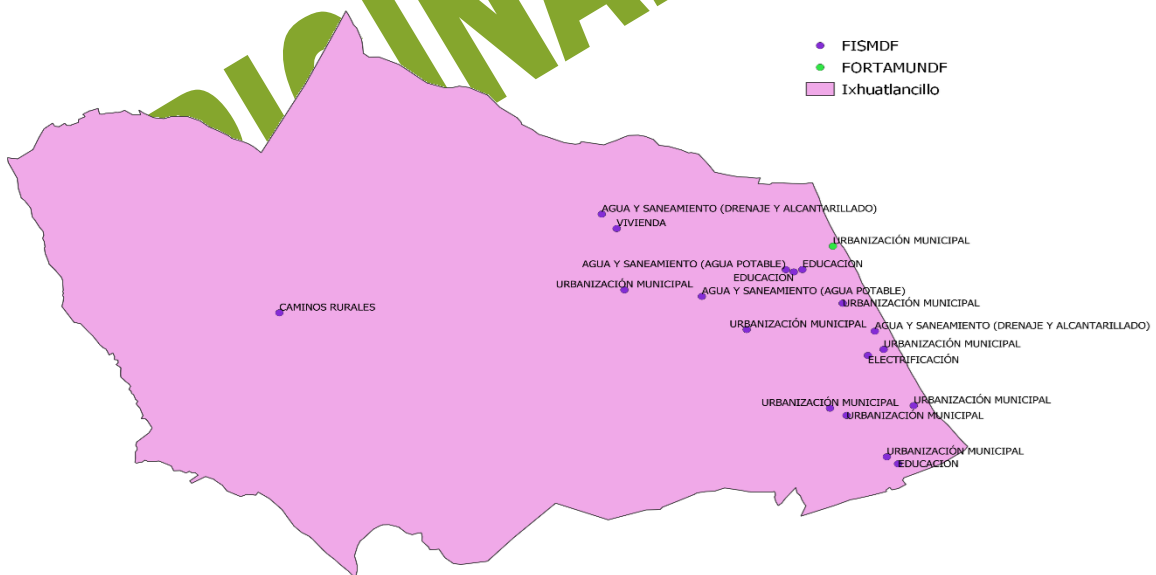 FISMDF
FORTAMUNDF
Ixhuatlancillo
AGUA Y SANEAMIENTO (DRENAJE Y ALCANTARILLADO)
VIVIENDA
URBANIZACIÓN MUNICIPAL
AGUA Y SANEAMIENTO (AGUA POTABLE)
EDUCACION
EDUCACION
URBANIZACIÓN MUNICIPAL
AGUA Y SANEAMIENTO (AGUA POTABLE)
URBANIZACIÓN MUNICIPAL
CAMINOS RURALES
URBANIZACIÓN MUNICIPAL
AGUA Y SANEAMIENTO (DRENAJE Y ALCANTARILLADO)
URBANIZACIÓN MUNICIPAL
ELECTRIFICACIÓN
URBANIZACIÓN MUNICIPAL
URBANIZACIÓN MUNICIPAL
URBANIZACIÓN MUNICIPAL
URBANIZACIÓN MUNICIPAL
EDUCACION